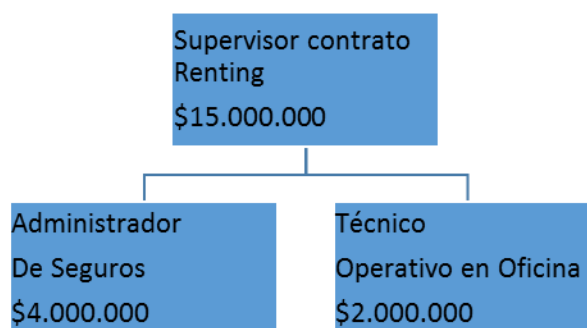 Supervisor contrato
Renting
$15.000.000
Administrador
De Seguros
$4.000.000
Técnico
Operativo en Oficina
$2.000.000